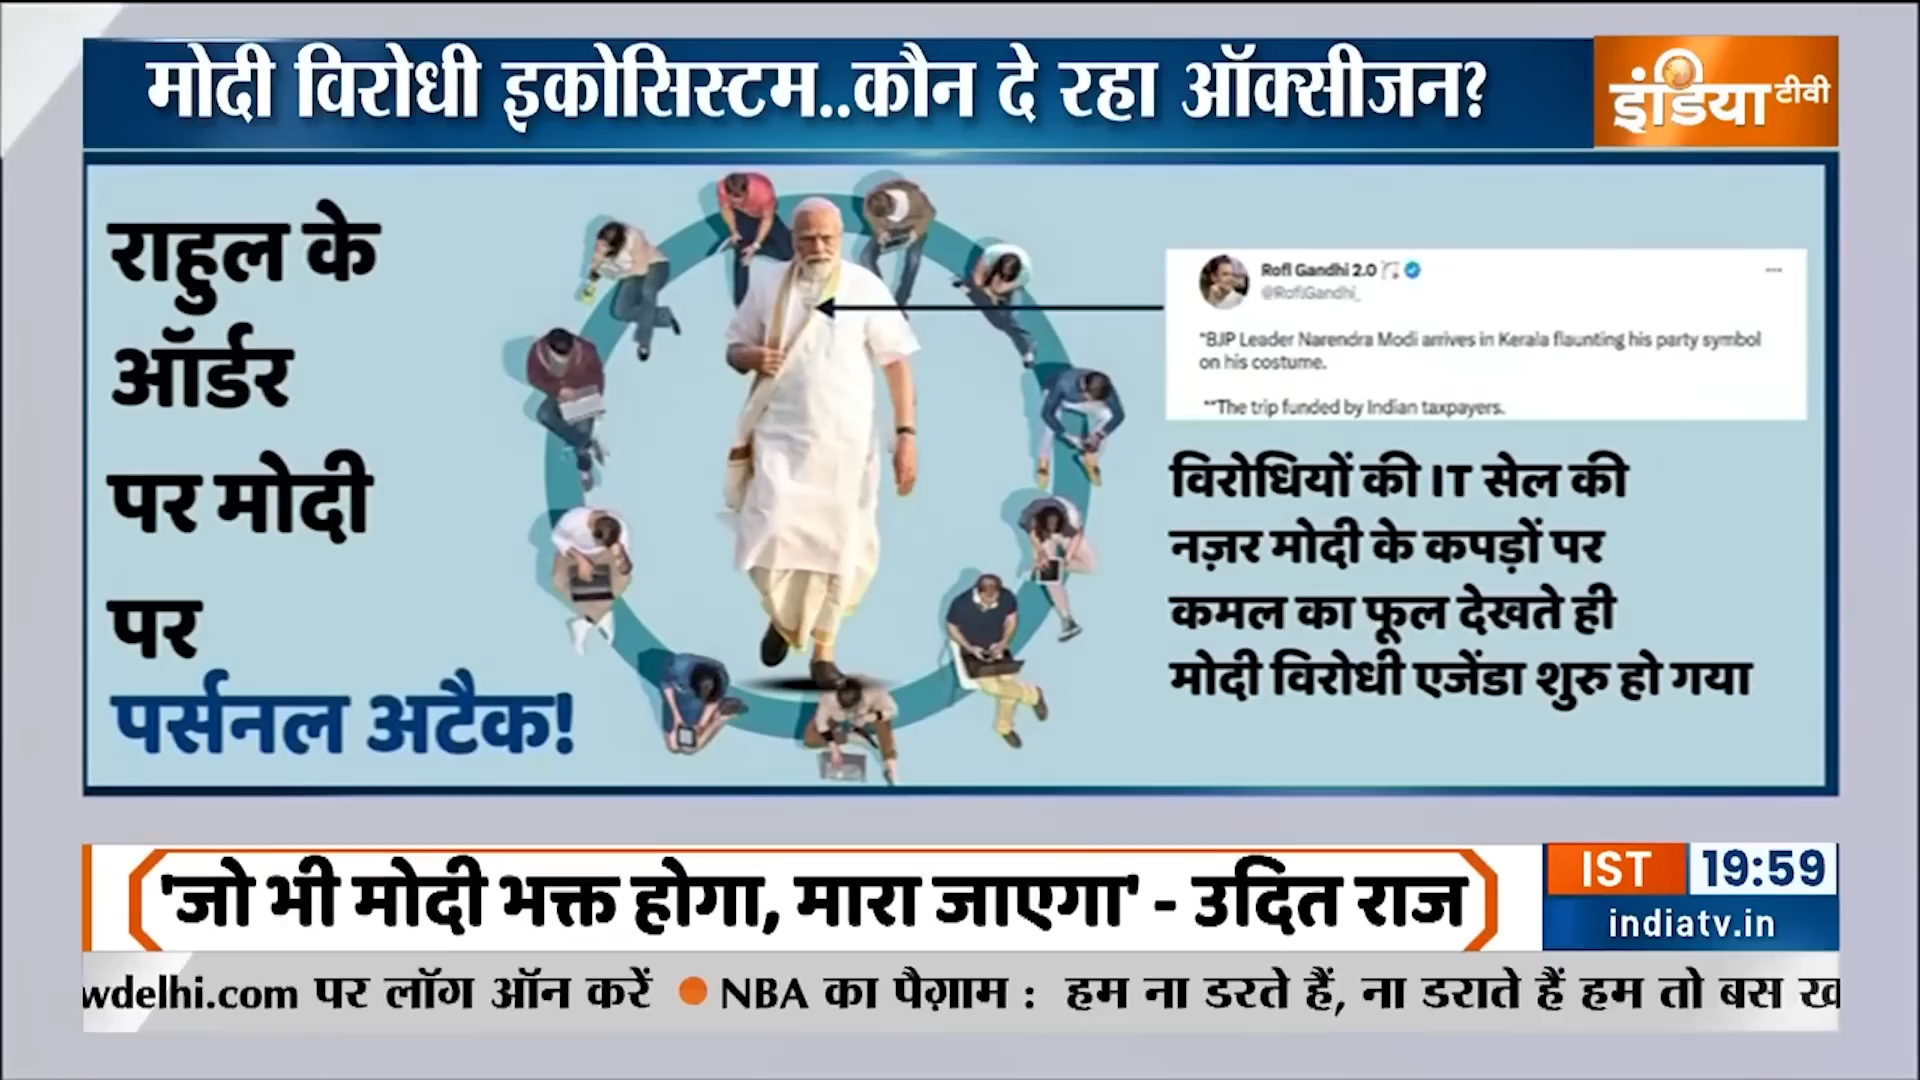 मोदी विरोधी इकोसिस्टम..कौन दे रहा ऑक्सीजन?
इंडिया टीवी
राहुल के
ऑर्डर
पर मोदी
पर
पर्सनल अटैक!
Rofl Gandhi 2.0
@RoflGandhi_
*BJP Leader Narendra Modi arrives in Kerala flaunting his party symbol
on his costume.
**The trip funded by Indian taxpayers.
विरोधियों की IT सेल की
नज़र मोदी के कपड़ों पर
कमल का फूल देखते ही
मोदी विरोधी एजेंडा शुरु हो गया
'जो भी मोदी भक्त होगा, मारा जाएगा' - उदित राज
IST 19:59
indiatv.in
wdelhi.com पर लॉग ऑन करें ● NBA का पैग़ाम : हम ना डरते हैं, ना डराते हैं हम तो बस ख